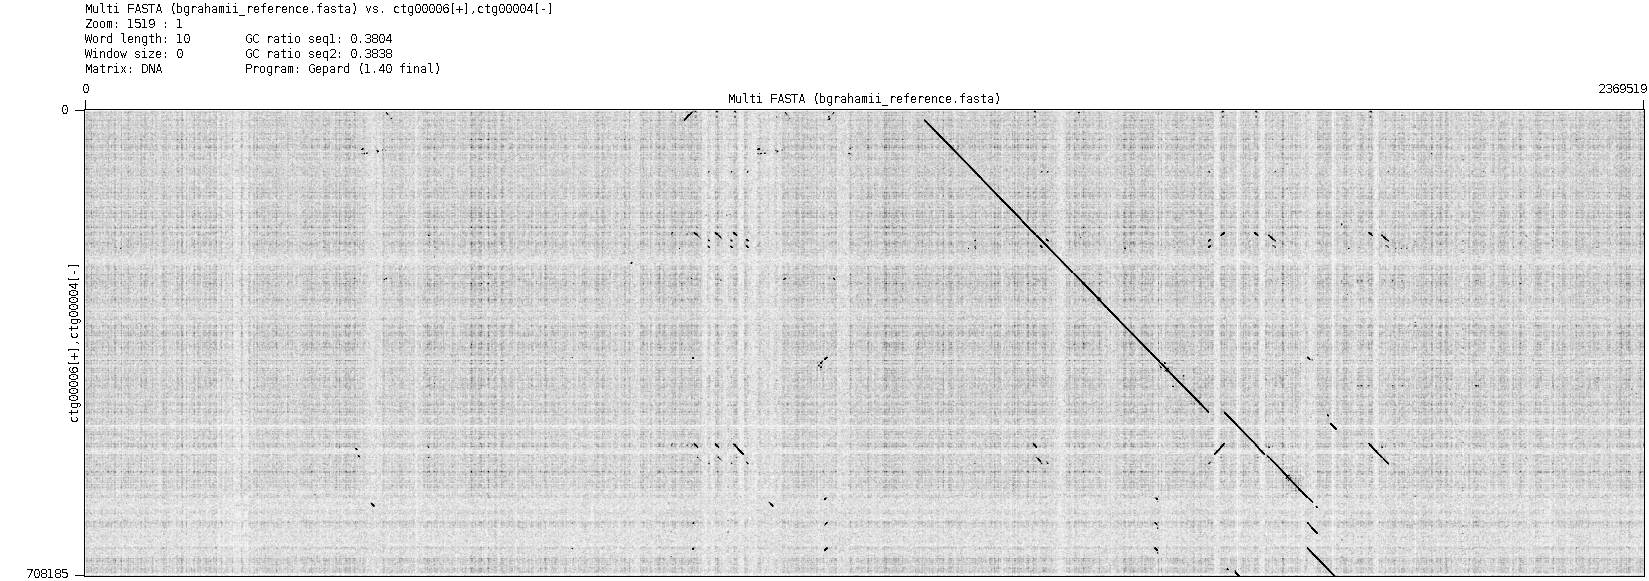 Multi FASTA (bgrahamii_reference.fasta) vs. ctg00006[+],ctg00004[-]
Zoom: 1519 : 1
Word length: 10 GC ratio seq1: 0.3804
Window size: 0 GC ratio seq2: 0.3838
Matrix: DNA Program: Gepard (1.40 final)
0 2369519
Multi FASTA (bgrahamii_reference.fasta)
0
ctg00006[+],ctg00004[-]
708185